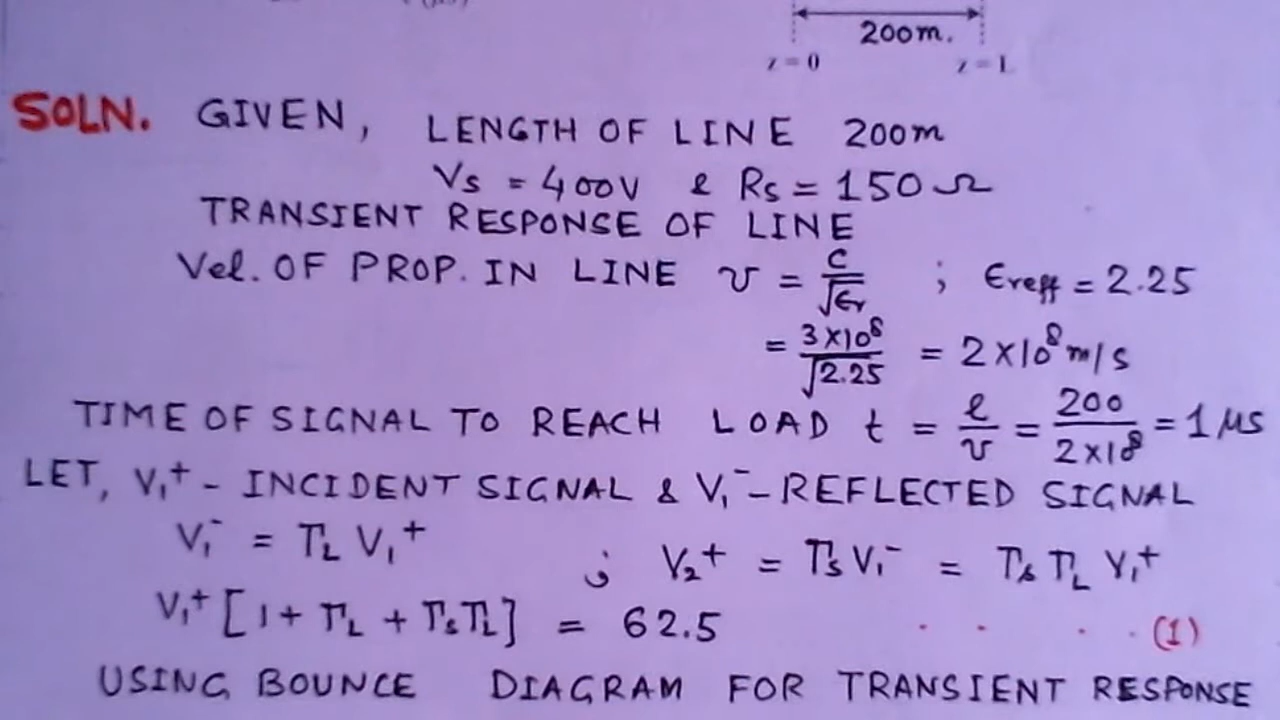 200m.
z = 0 z = L
SOLN. GIVEN, LENGTH OF LINE 200m
Vs = 400V & Rs = 150 Ω
TRANSIENT RESPONSE OF LINE
Vel. OF PROP. IN LINE v = c/√εr ; εreff = 2.25
= 3×10⁸/√2.25 = 2×10⁸ m/s
TIME OF SIGNAL TO REACH LOAD t = l/v = 200/2×10⁸ = 1 μs
LET, V₁⁺ - INCIDENT SIGNAL & V₁⁻ - REFLECTED SIGNAL
V₁⁻ = ΓL V₁⁺ ; V₂⁺ = Γs V₁⁻ = Γs ΓL V₁⁺
V₁⁺ [1 + ΓL + ΓsΓL] = 62.5 . . . . (1)
USING BOUNCE DIAGRAM FOR TRANSIENT RESPONSE